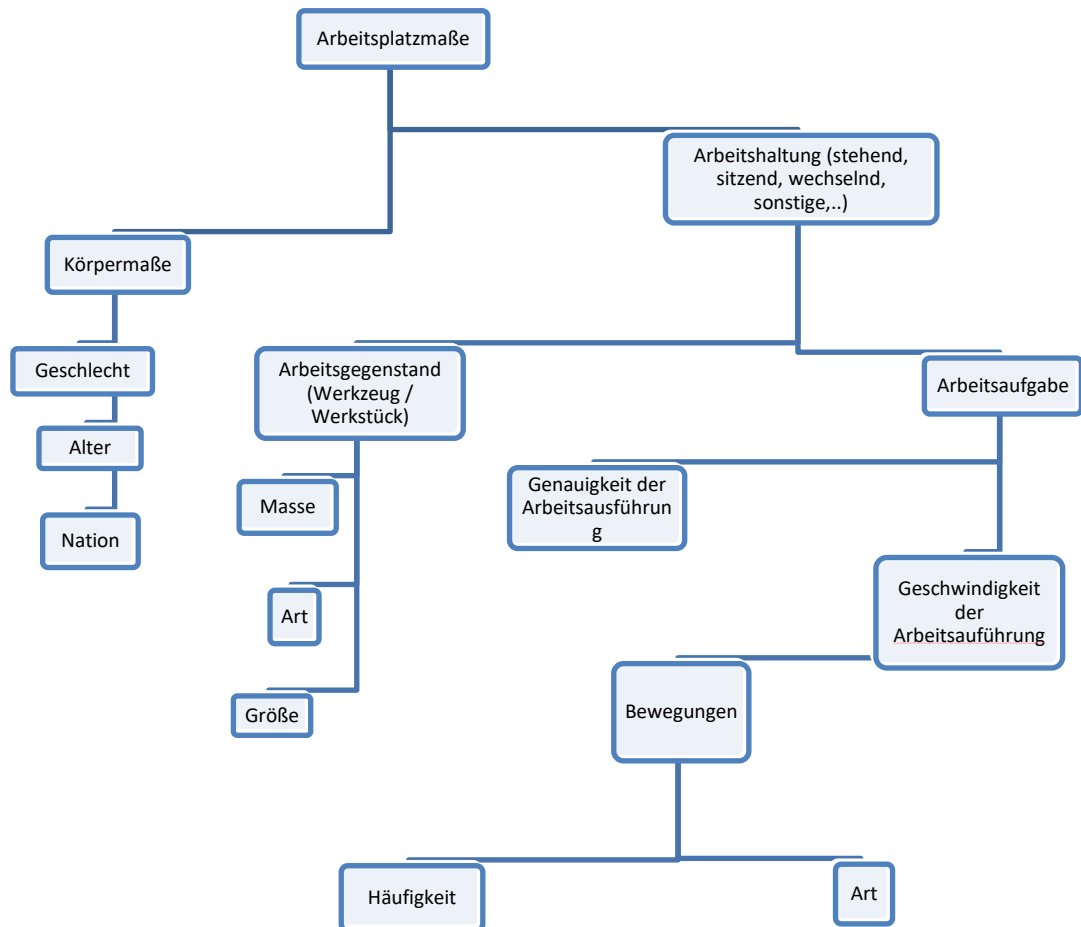 Arbeitsplatzmaße
Arbeitshaltung (stehend,
sitzend, wechselnd,
sonstige,..)
Körpermaße
Geschlecht
Alter
Nation
Arbeitsgegenstand
(Werkzeug /
Werkstück)
Masse
Art
Größe
Arbeitsaufgabe
Genauigkeit der
Arbeitsausführun
g
Geschwindigkeit
der
Arbeitsauführung
Bewegungen
Häufigkeit
Art